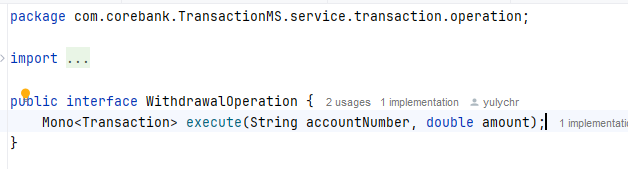 package com.corebank.TransactionMS.service.transaction.operation;
import ...
public interface WithdrawalOperation { 2 usages 1 implementation yulychr
Mono<Transaction> execute(String accountNumber, double amount); 1
}